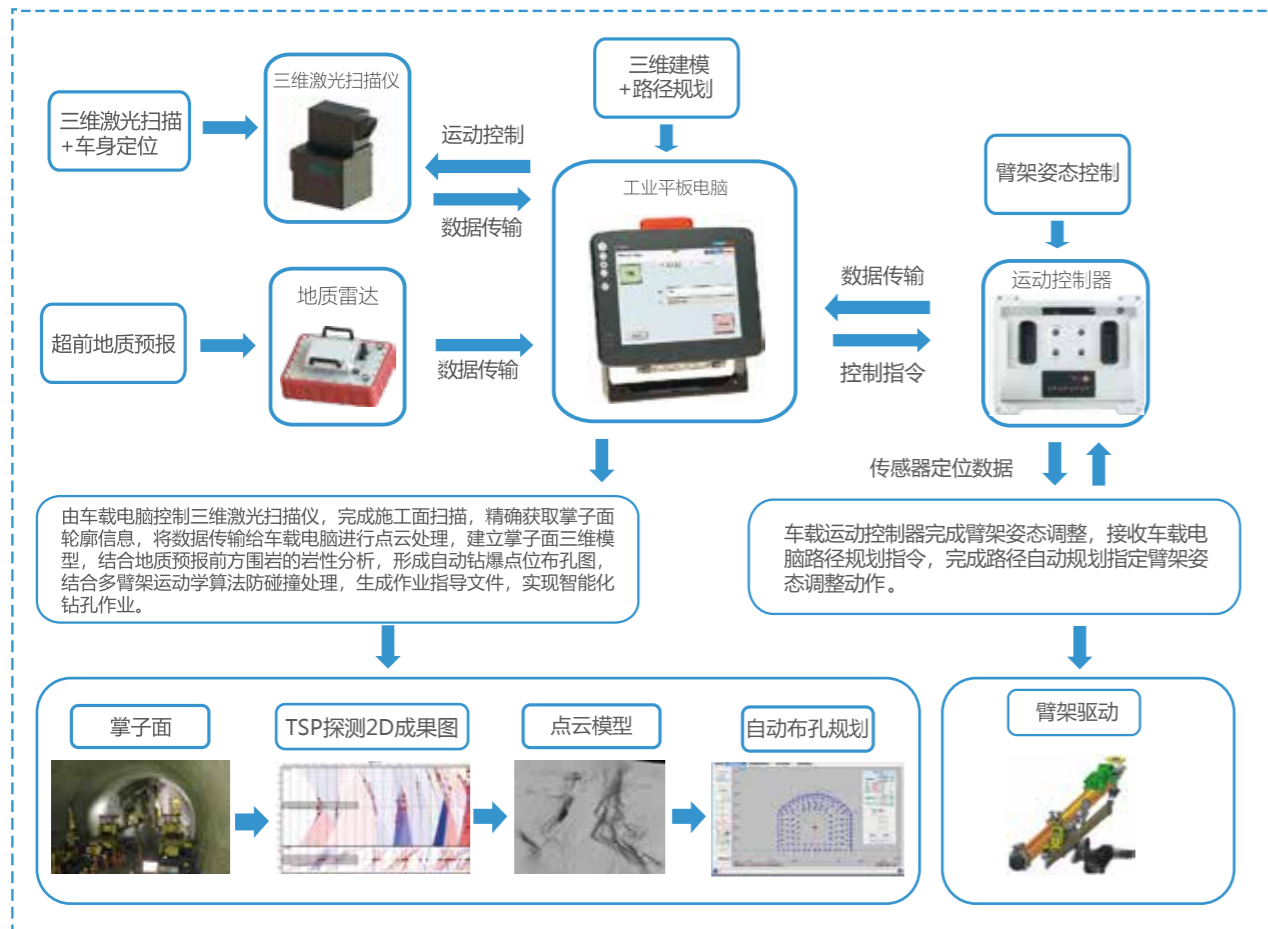 三维激光扫描
+车身定位
三维激光扫描仪
三维建模
+路径规划
运动控制
数据传输
工业平板电脑
臂架姿态控制
超前地质预报
地质雷达
数据传输
数据传输
控制指令
运动控制器
传感器定位数据
由车载电脑控制三维激光扫描仪，完成施工面扫描，精确获取掌子面
轮廓信息，将数据传输给车载电脑进行点云处理，建立掌子面三维模
型，结合地质预报前方围岩的岩性分析，形成自动钻爆点位布孔图，
结合多臂架运动学算法防碰撞处理，生成作业指导文件，实现智能化
钻孔作业。
车载运动控制器完成臂架姿态调整，接收车载电
脑路径规划指令，完成路径自动规划指定臂架姿
态调整动作。
掌子面
TSP探测2D成果图
点云模型
自动布孔规划
臂架驱动